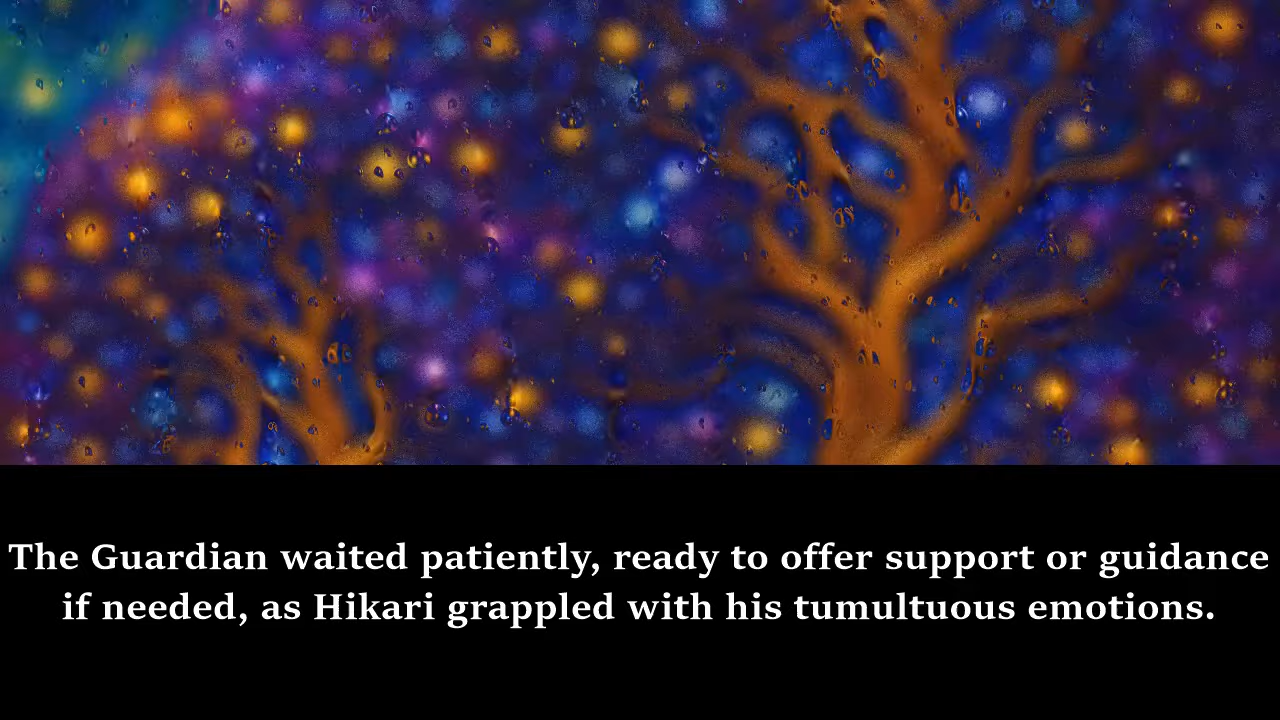 The Guardian waited patiently, ready to offer support or guidance
if needed, as Hikari grappled with his tumultuous emotions.